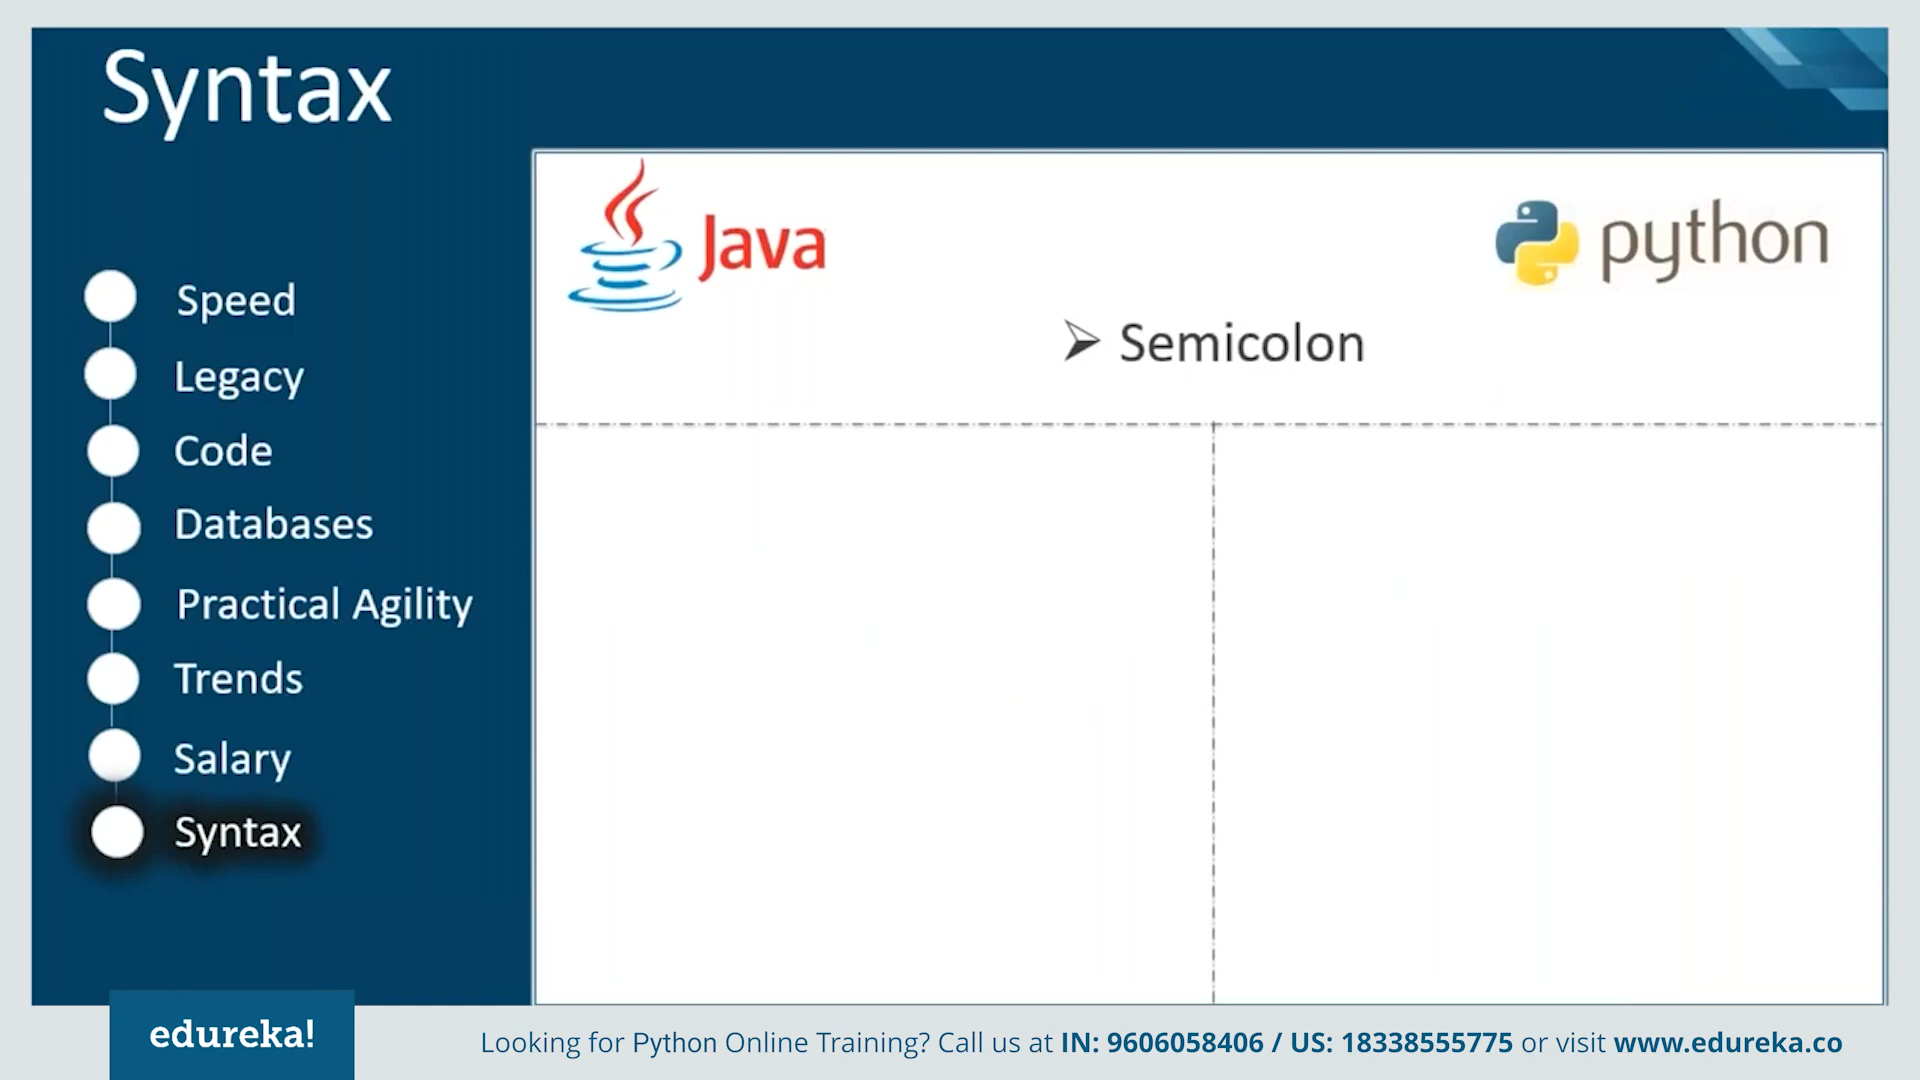 Syntax
Speed
Legacy
Code
Databases
Practical Agility
Trends
Salary
Syntax
Java
python
➢ Semicolon
edureka!
Looking for Python Online Training? Call us at IN: 9606058406 / US: 18338555775 or visit www.edureka.co